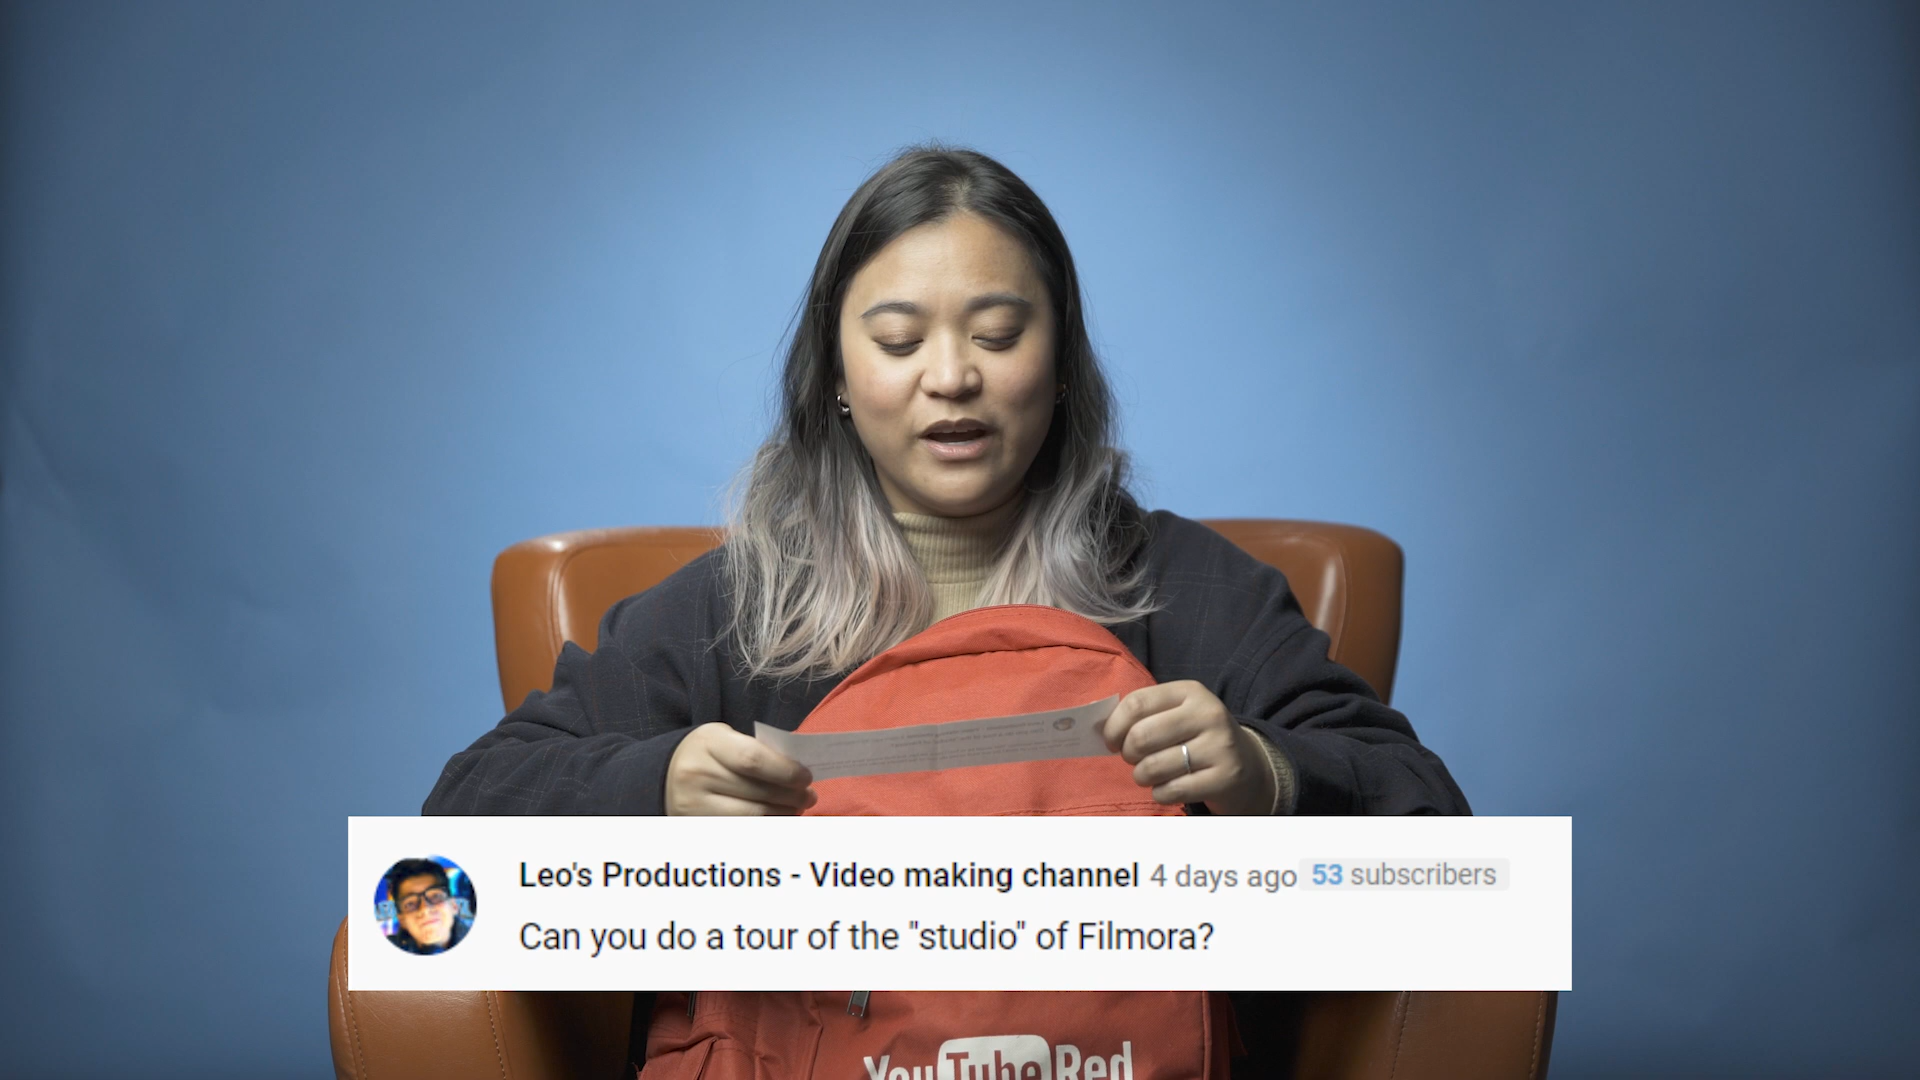 Leo's Productions - Video making channel 4 days ago 53 subscribers
Can you do a tour of the "studio" of Filmora?
YouTube Red